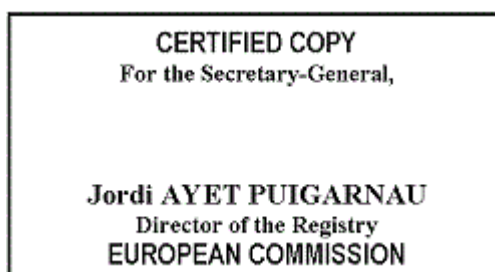 CERTIFIED COPY
For the Secretary-General,
Jordi AYET PUIGARNAU
Director of the Registry
EUROPEAN COMMISSION